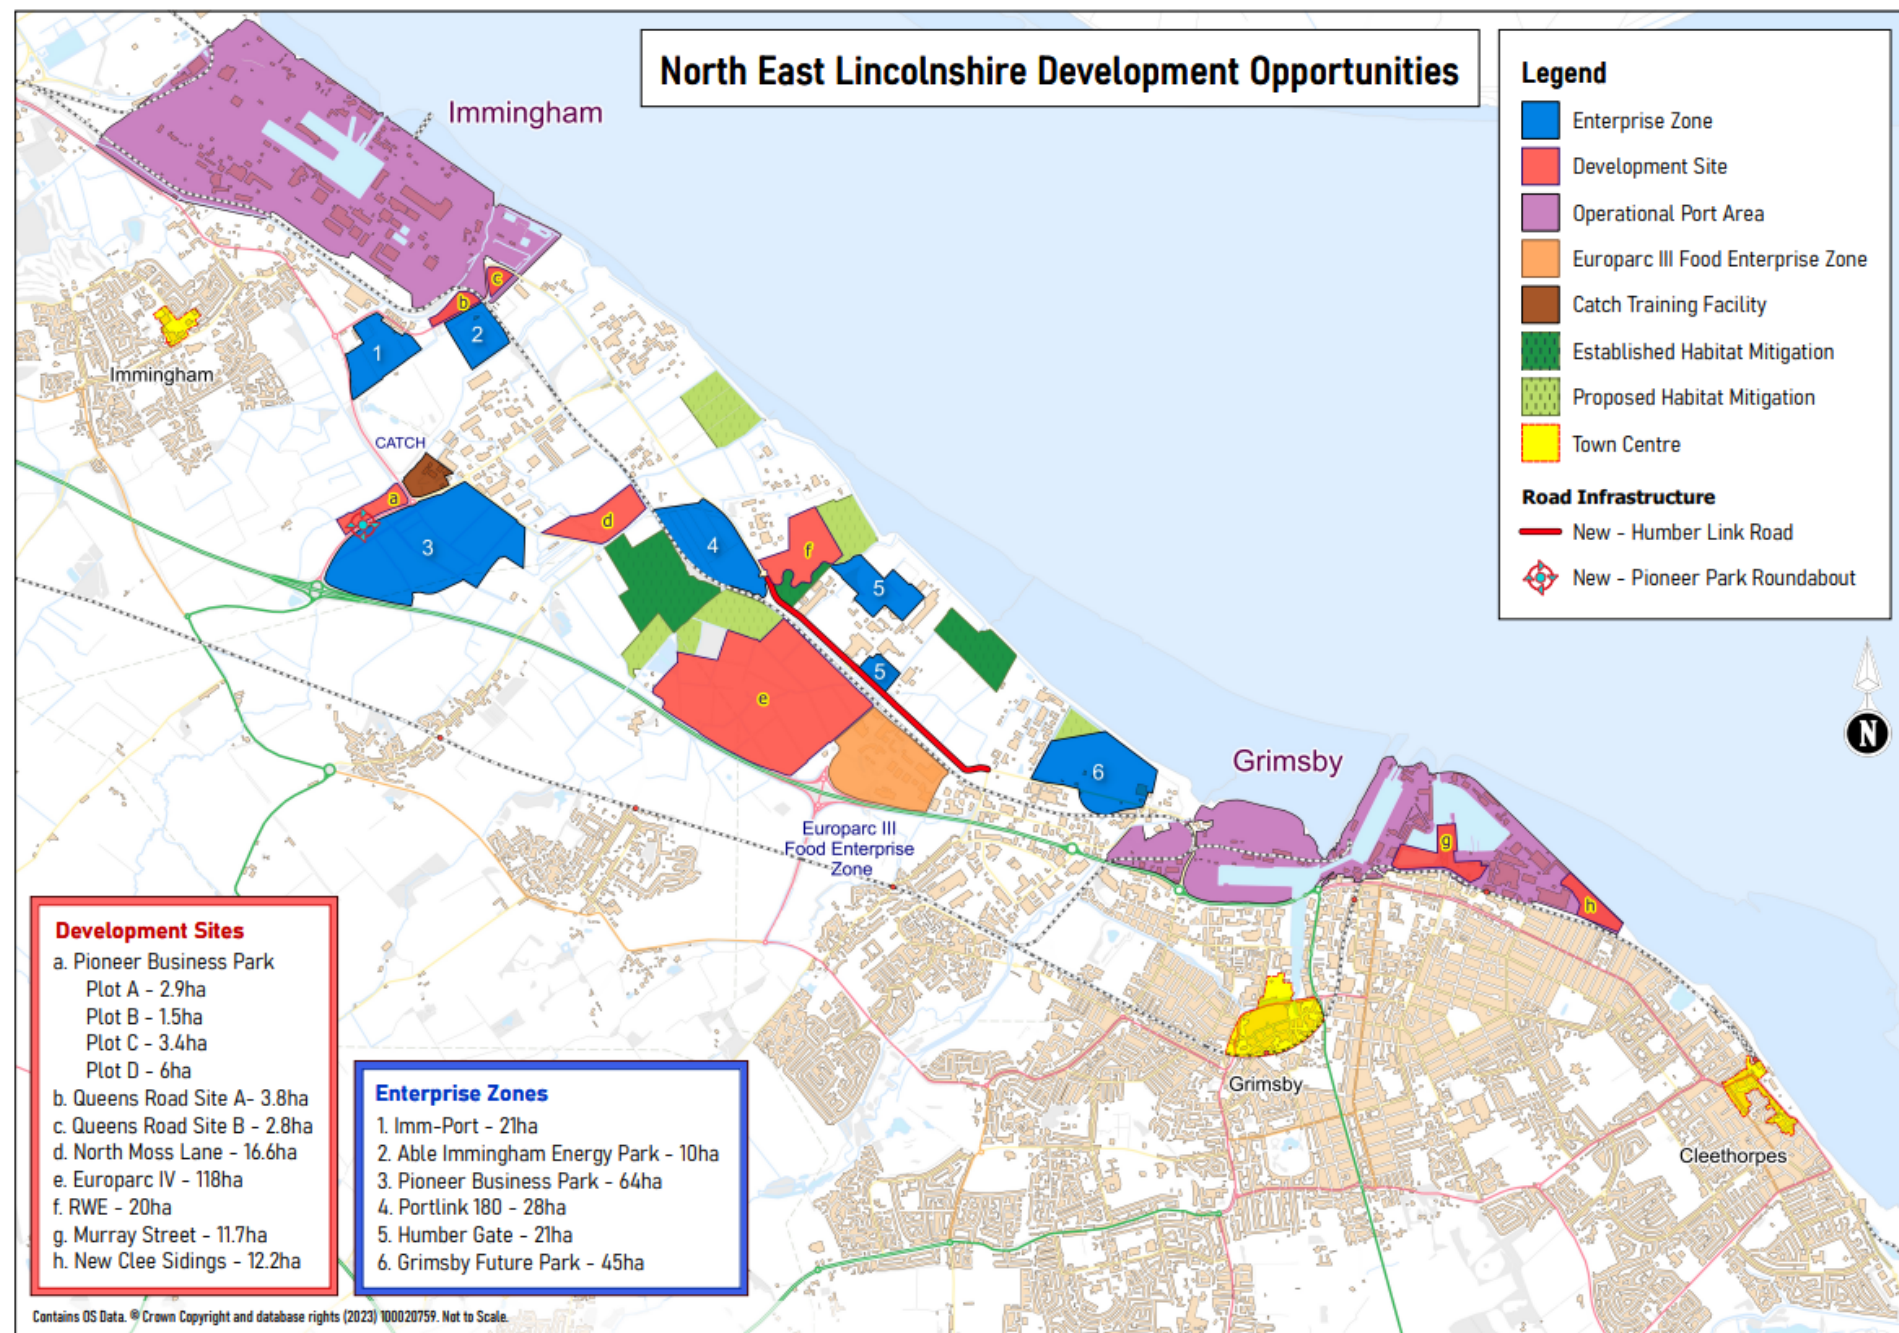 North East Lincolnshire Development Opportunities
Legend
Enterprise Zone
Development Site
Operational Port Area
Europarc III Food Enterprise Zone
Catch Training Facility
Established Habitat Mitigation
Proposed Habitat Mitigation
Town Centre
Road Infrastructure
New - Humber Link Road
New - Pioneer Park Roundabout
N
Immingham
c
b
1
2
Immingham
CATCH
a
3
d
4
f
5
5
e
6
Grimsby
Europarc III
Food Enterprise
Zone
g
h
Grimsby
Cleethorpes
Development Sites
a. Pioneer Business Park
Plot A - 2.9ha
Plot B - 1.5ha
Plot C - 3.4ha
Plot D - 6ha
b. Queens Road Site A- 3.8ha
c. Queens Road Site B - 2.8ha
d. North Moss Lane - 16.6ha
e. Europarc IV - 118ha
f. RWE - 20ha
g. Murray Street - 11.7ha
h. New Clee Sidings - 12.2ha
Enterprise Zones
1. Imm-Port - 21ha
2. Able Immingham Energy Park - 10ha
3. Pioneer Business Park - 64ha
4. Portlink 180 - 28ha
5. Humber Gate - 21ha
6. Grimsby Future Park - 45ha
Contains OS Data. © Crown Copyright and database rights (2023) 100020759. Not to Scale.